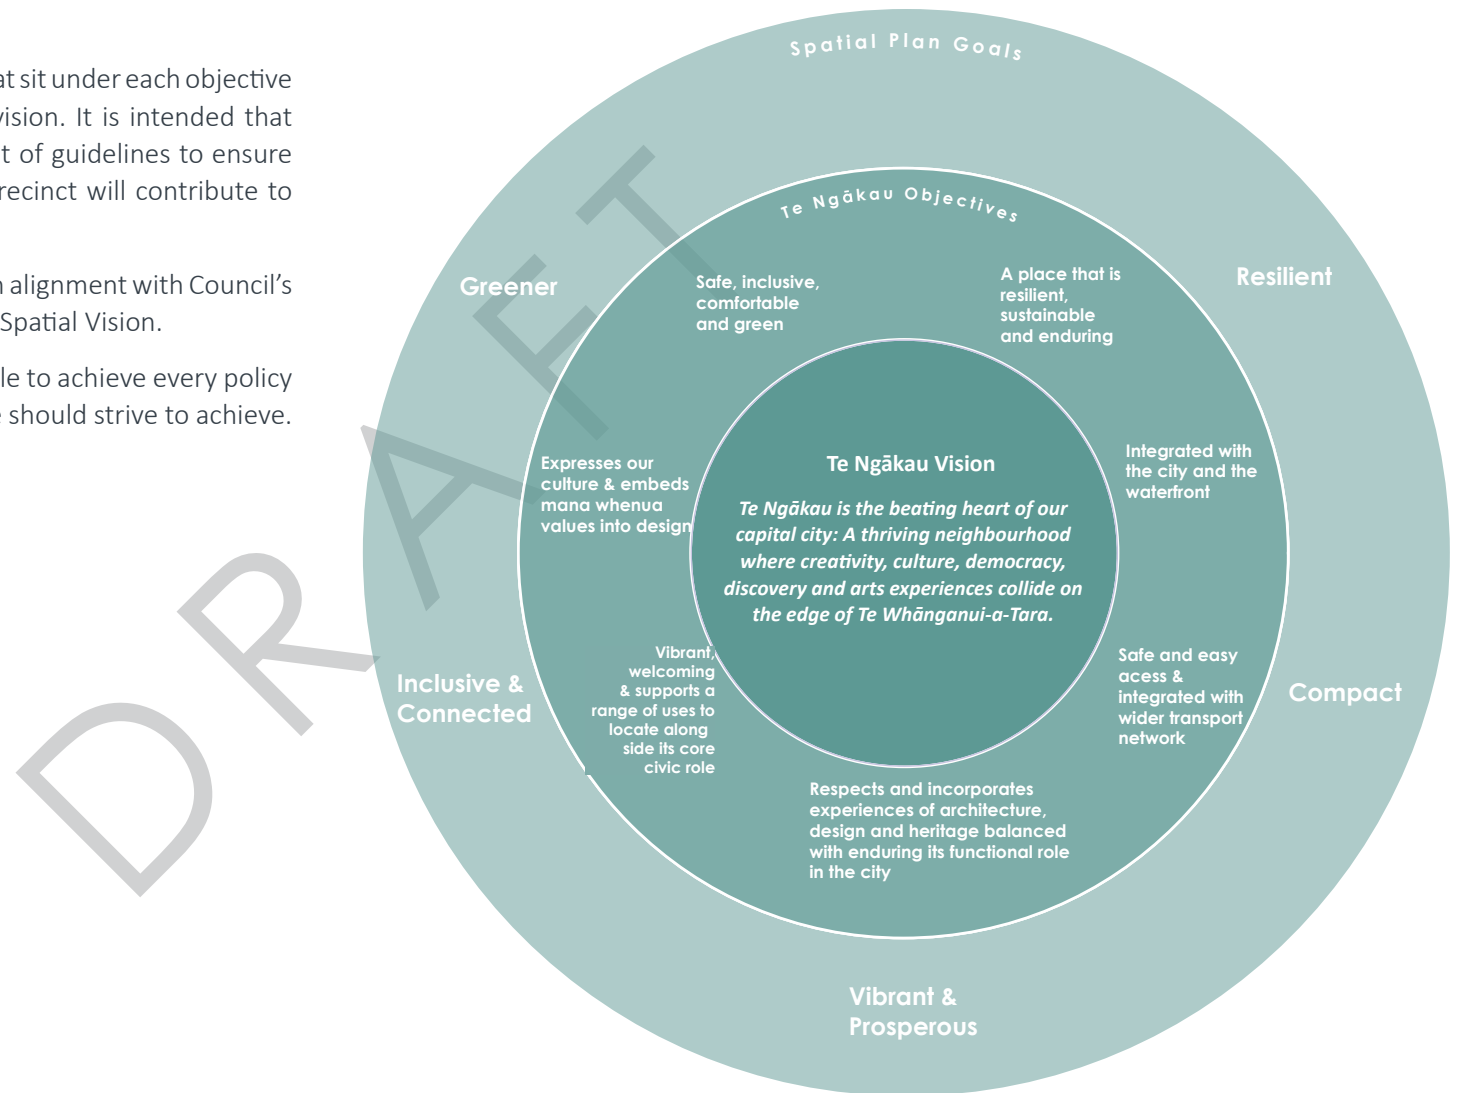 at sit under each objective
vision. It is intended that
t of guidelines to ensure
recinct will contribute to
n alignment with Council's
Spatial Vision.
le to achieve every policy
e should strive to achieve.
DRAFT
Spatial Plan Goals
Te Ngākau Objectives
Greener
Resilient
Safe, inclusive,
comfortable
and green
A place that is
resilient,
sustainable
and enduring
Expresses our
culture & embeds
mana whenua
values into design
Integrated with
the city and the
waterfront
Te Ngākau Vision
Te Ngākau is the beating heart of our
capital city: A thriving neighbourhood
where creativity, culture, democracy,
discovery and arts experiences collide on
the edge of Te Whānganui-a-Tara.
Vibrant,
welcoming
& supports a
range of uses to
locate along
side its core
civic role
Safe and easy
acess &
integrated with
wider transport
network
Inclusive &
Connected
Compact
Respects and incorporates
experiences of architecture,
design and heritage balanced
with enduring its functional role
in the city
Vibrant &
Prosperous